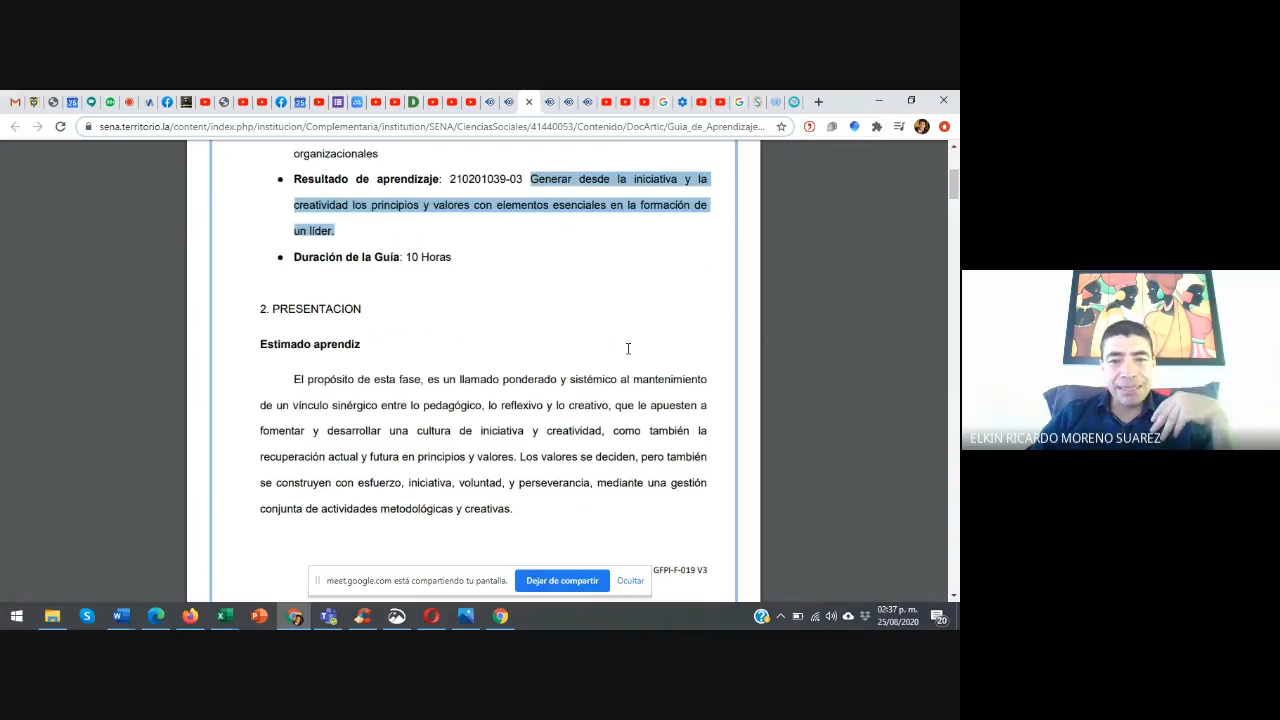 sena.territorio.la/content/index.php/institucion/Complementaria/institution/SENA/CienciasSociales/41440053/Contenido/DocArtic/Guia_de_Aprendizaje...
organizacionales
• Resultado de aprendizaje: 210201039-03 Generar desde la iniciativa y la
creatividad los principios y valores con elementos esenciales en la formación de
un líder.
• Duración de la Guía: 10 Horas
2. PRESENTACION
Estimado aprendiz
El propósito de esta fase, es un llamado ponderado y sistémico al mantenimiento
de un vínculo sinérgico entre lo pedagógico, lo reflexivo y lo creativo, que le apuesten a
fomentar y desarrollar una cultura de iniciativa y creatividad, como también la
recuperación actual y futura en principios y valores. Los valores se deciden, pero también
se construyen con esfuerzo, iniciativa, voluntad, y perseverancia, mediante una gestión
conjunta de actividades metodológicas y creativas.
GFPI-F-019 V3
meet.google.com está compartiendo tu pantalla.
Dejar de compartir
Ocultar
02:37 p. m.
25/08/2020
20
ELKIN RICARDO MORENO SUAREZ